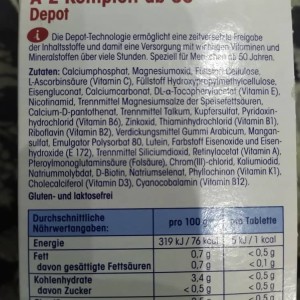 A-Z Komplett ab 50
Depot
Die Depot-Technologie ermöglicht eine zeitversetzte Freigabe
der Inhaltsstoffe und damit eine Versorgung mit wichtigen Vitaminen und
Mineralstoffen über viele Stunden. Speziell für Menschen ab 50 Jahren.
Zutaten: Calciumphosphat, Magnesiumoxid, Füllstoff Cellulose,
L-Ascorbinsäure (Vitamin C), Füllstoff Hydroxypropylmethylcellulose,
Eisengluconat, Calciumcarbonat, DL-a-Tocopherylacetat (Vitamin E),
Nicotinamid, Trennmittel Magnesiumsalze der Speisefettsäuren,
Calcium-D-pantothenat, Trennmittel Talkum, Kupfersulfat, Pyridoxin-
hydrochlorid (Vitamin B6), Zinkoxid, Thiaminhydrochlorid (Vitamin B1),
Riboflavin (Vitamin B2), Verdickungsmittel Gummi Arabicum, Mangan-
sulfat, Emulgator Polysorbat 80, Lutein, Farbstoff Eisenoxide und Eisen-
hydroxide (E 172), Trennmittel Siliciumdioxid, Retinylacetat (Vitamin A),
Pteroylmonoglutaminsäure (Folsäure), Chrom(III)-chlorid, Kaliumiodid,
Natriummolybdat, D-Biotin, Natriumselenat, Phyllochinon (Vitamin K1),
Cholecalciferol (Vitamin D3), Cyanocobalamin (Vitamin B12).
Gluten- und laktosefrei
Durchschnittliche
Nährwertangaben: pro 100 g pro Tablette
Energie 319 kJ / 76 kcal 5 kJ / 1 kcal
Fett 0,7 g < 0,5 g
davon gesättigte Fettsäuren 0,7 g < 0,1 g
Kohlenhydrate 3,4 g < 0,5 g
davon Zucker < 0,5 g < 0,5 g